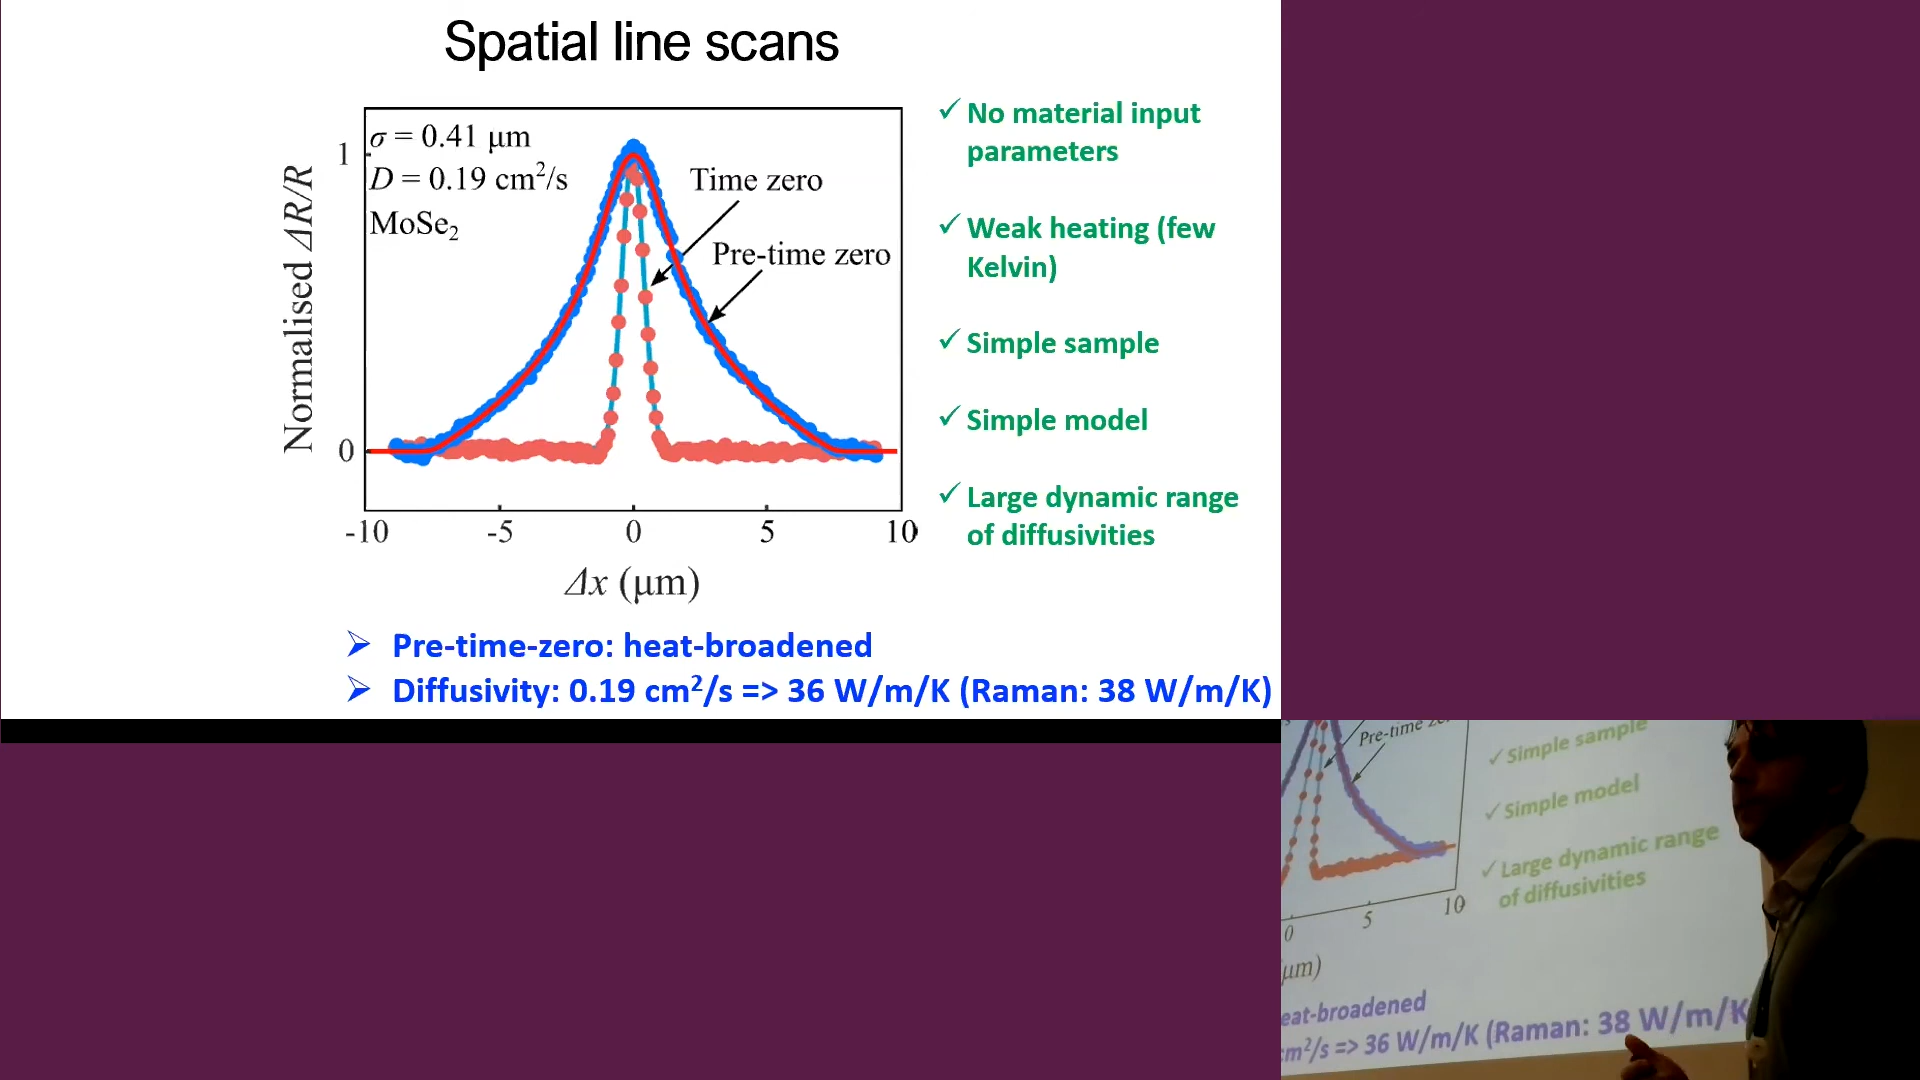 Spatial line scans
σ = 0.41 μm
D = 0.19 cm²/s
MoSe₂
Time zero
Pre-time zero
Normalised ΔR/R
1
0
-10
-5
0
5
10
Δx (μm)
✓ No material input
parameters
✓ Weak heating (few
Kelvin)
✓ Simple sample
✓ Simple model
✓ Large dynamic range
of diffusivities
➢ Pre-time-zero: heat-broadened
➢ Diffusivity: 0.19 cm²/s => 36 W/m/K (Raman: 38 W/m/K)
Pre-time
✓ Simple sample
✓ Simple model
✓ Large dynamic range
of diffusivities
0
5
10
μm)
eat-broadened
cm²/s => 36 W/m/K (Raman: 38 W/m/K